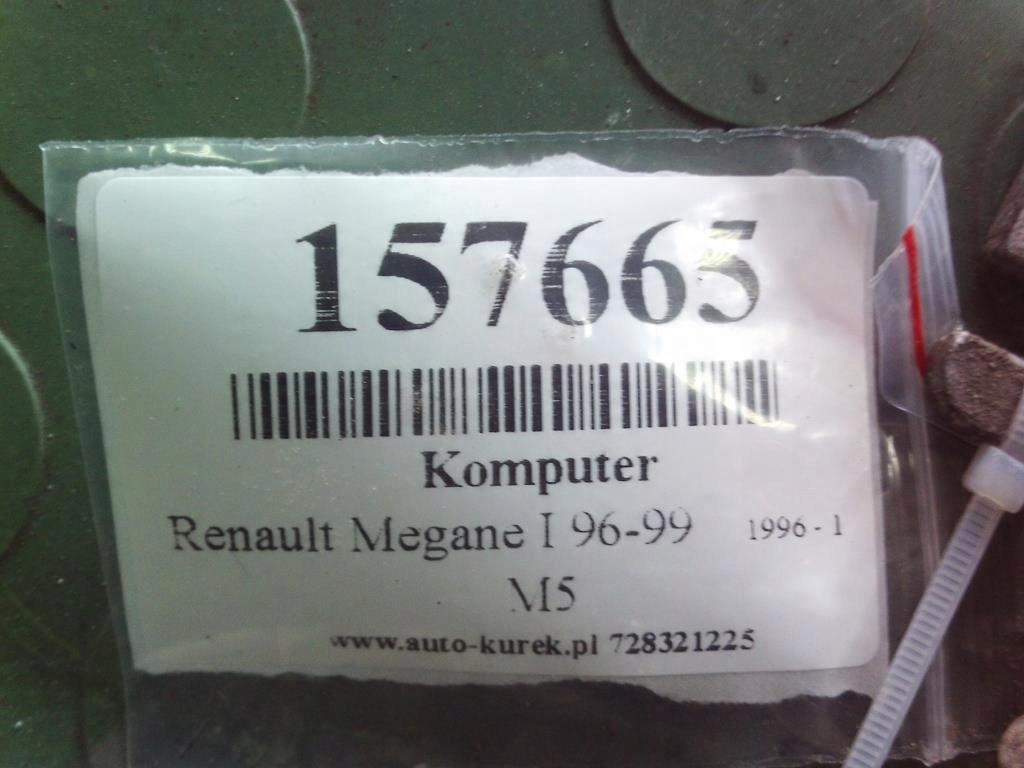 157665
Komputer
Renault Megane I 96-99 1996 - 1
M5
www.auto-kurek.pl 728321225